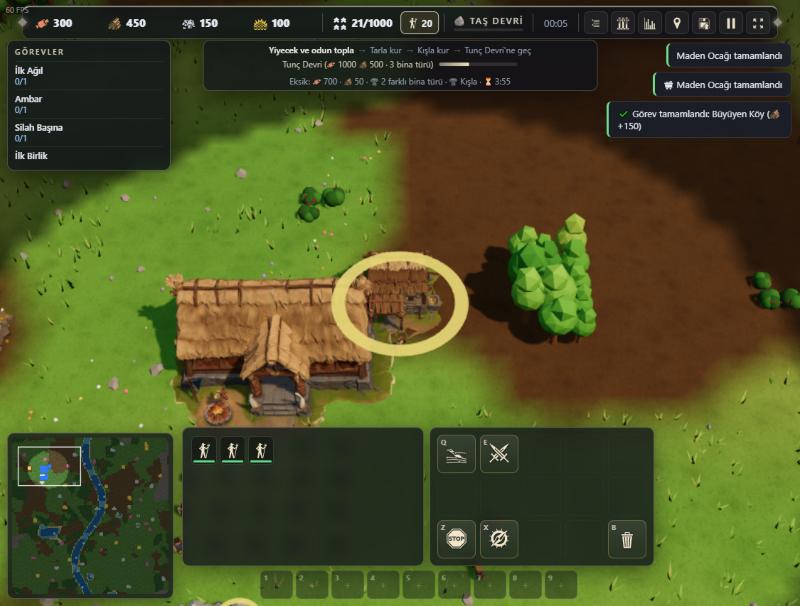 60 FPS
300 450 150 100 21/1000 20 TAŞ DEVRİ 00:05
GÖREVLER
İlk Ağıl
0/1
Ambar
0/1
Silah Başına
0/1
İlk Birlik
Yiyecek ve odun topla → Tarla kur → Kışla kur → Tunç Devri'ne geç
Tunç Devri ( 1000 500 · 3 bina türü)
Eksik: 700 · 50 · 2 farklı bina türü · Kışla · 3:55
Maden Ocağı tamamlandı
Maden Ocağı tamamlandı
✓ Görev tamamlandı: Büyüyen Köy (
+150)
Q E
Z STOP X B
1 2 3 4 5 6 7 8 9